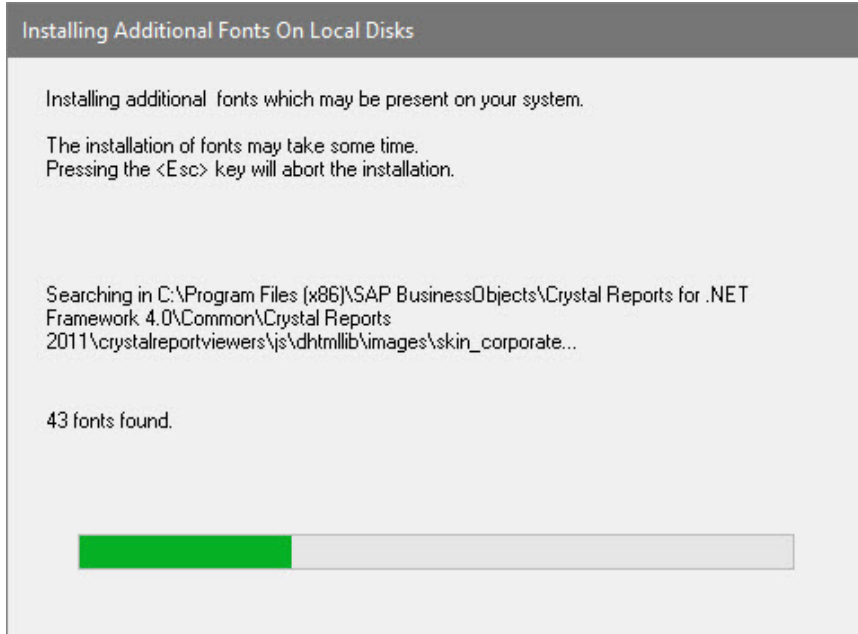 Installing Additional Fonts On Local Disks
Installing additional  fonts which may be present on your system.
The installation of fonts may take some time.
Pressing the <Esc> key will abort the installation.
Searching in C:\Program Files (x86)\SAP BusinessObjects\Crystal Reports for .NET
Framework 4.0\Common\Crystal Reports
2011\crystalreportviewers\js\dhtmllib\images\skin_corporate...
43 fonts found.